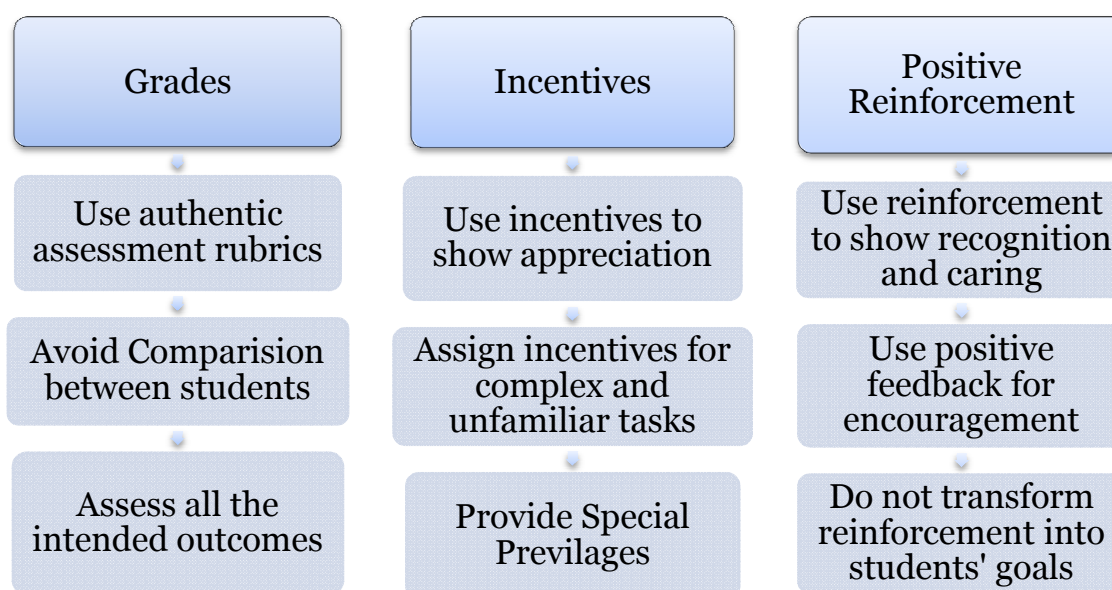 Grades
Use authentic
assessment rubrics
Avoid Comparision
between students
Assess all the
intended outcomes
Incentives
Use incentives to
show appreciation
Assign incentives for
complex and
unfamiliar tasks
Provide Special
Previlages
Positive
Reinforcement
Use reinforcement
to show recognition
and caring
Use positive
feedback for
encouragement
Do not transform
reinforcement into
students' goals